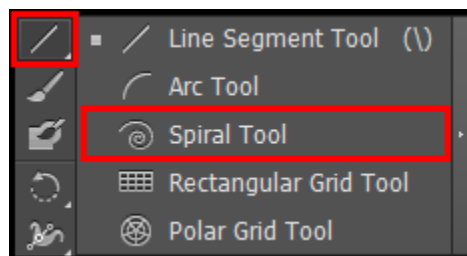 Line Segment Tool (\)
Arc Tool
Spiral Tool
Rectangular Grid Tool
Polar Grid Tool